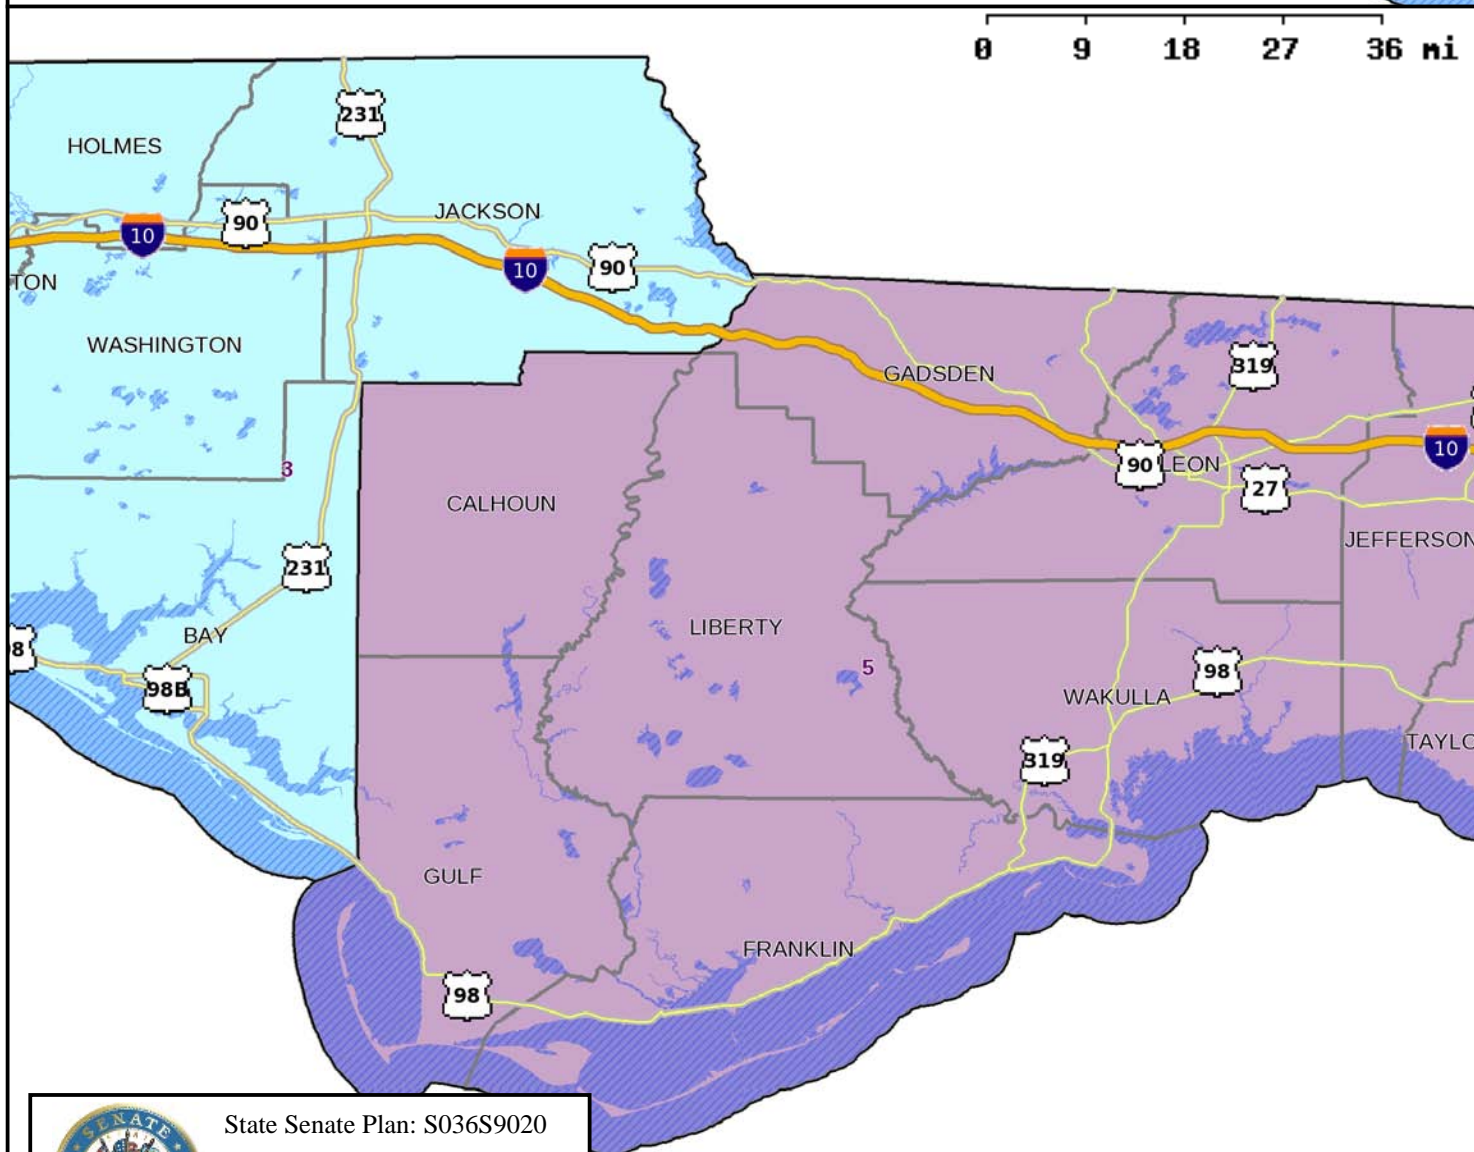 0 9 18 27 36 mi
231
HOLMES
JACKSON
90
10
10
90
TON
WASHINGTON
GADSDEN
319
3
90
LEON
10
27
CALHOUN
JEFFERSON
231
BAY
LIBERTY
5
98
98B
WAKULLA
TAYLO
319
GULF
FRANKLIN
98
SENATE
State Senate Plan: S036S9020